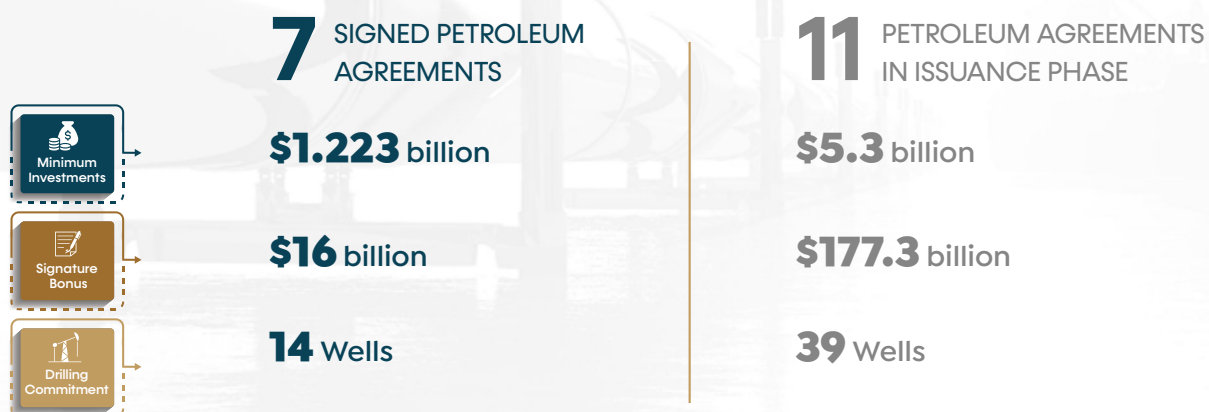 7 SIGNED PETROLEUM
AGREEMENTS
11 PETROLEUM AGREEMENTS
IN ISSUANCE PHASE
Minimum
Investments
$1.223 billion
$5.3 billion
Signature
Bonus
$16 billion
$177.3 billion
Drilling
Commitment
14 Wells
39 Wells